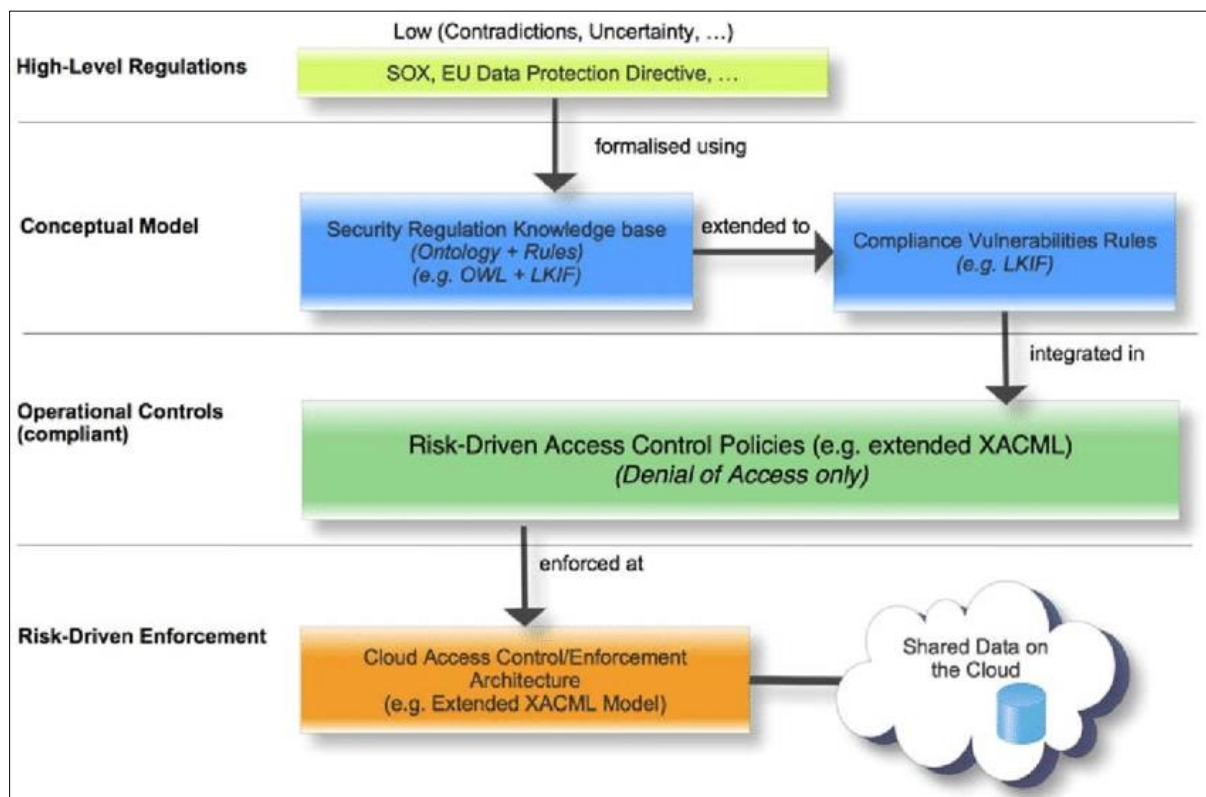 Low (Contradictions, Uncertainty, ...)
High-Level Regulations
SOX, EU Data Protection Directive, ...
formalised using
Conceptual Model
Security Regulation Knowledge base
(Ontology + Rules)
(e.g. OWL + LKIF)
extended to
Compliance Vulnerabilities Rules
(e.g. LKIF)
integrated in
Operational Controls
(compliant)
Risk-Driven Access Control Policies (e.g. extended XACML)
(Denial of Access only)
enforced at
Risk-Driven Enforcement
Cloud Access Control/Enforcement
Architecture
(e.g. Extended XACML Model)
Shared Data on
the Cloud